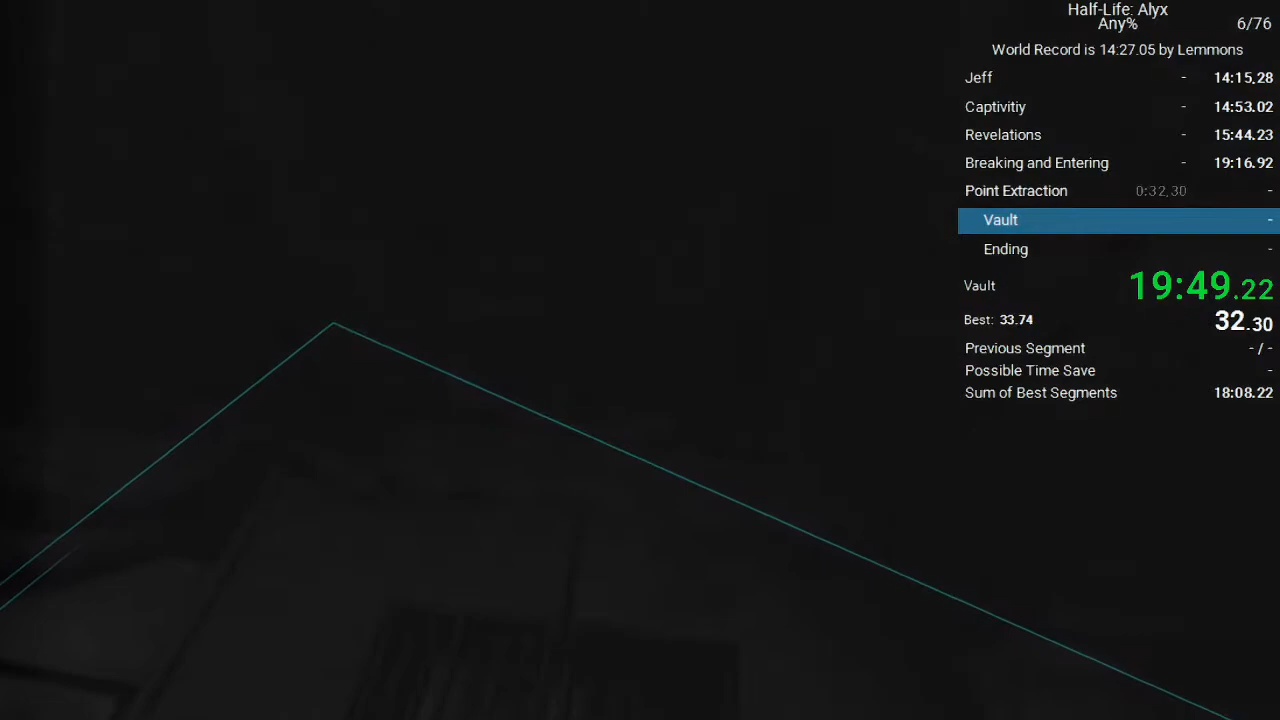 Half-Life: Alyx
Any%
6/76
World Record is 14:27.05 by Lemmons
Jeff - 14:15.28
Captivitiy - 14:53.02
Revelations - 15:44.23
Breaking and Entering - 19:16.92
Point Extraction 0:32.30 -
Vault -
Ending -
Vault 19:49.22
Best: 33.74 32.30
Previous Segment - / -
Possible Time Save -
Sum of Best Segments 18:08.22